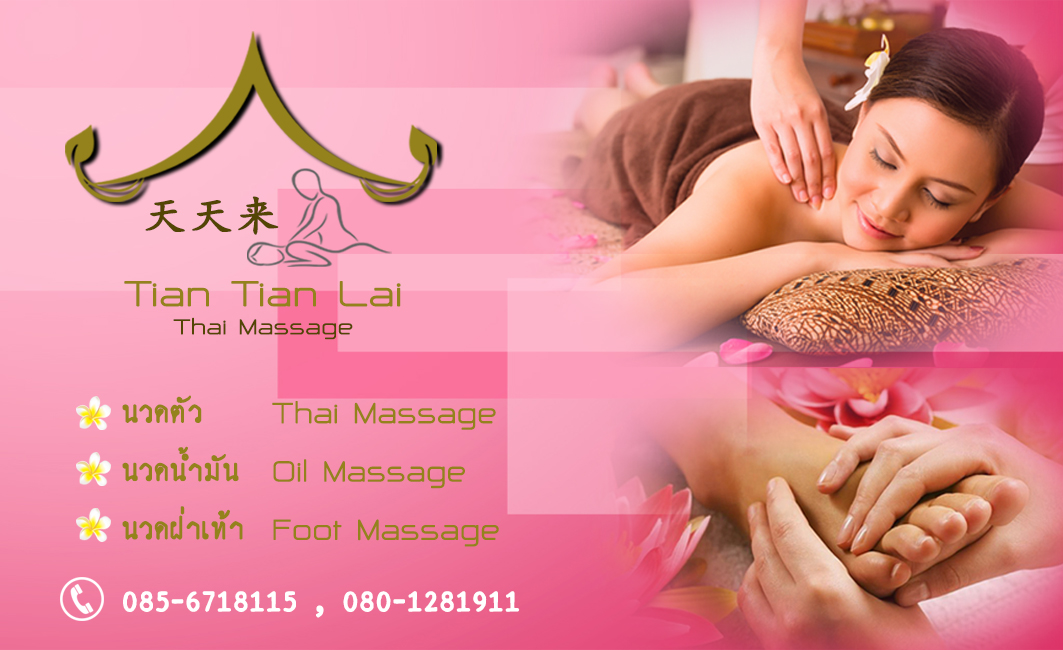 天天来
Tian Tian Lai
Thai Massage
นวดตัว Thai Massage
นวดน้ำมัน Oil Massage
นวดฝ่าเท้า Foot Massage
085-6718115 , 080-1281911